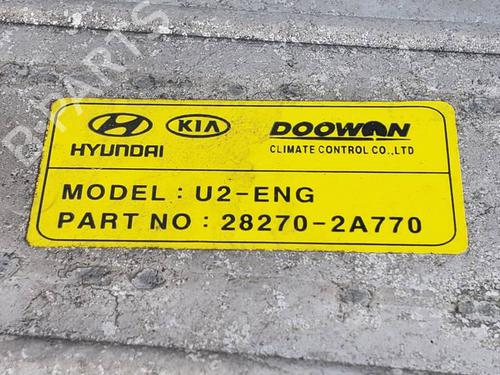 KIA DOOWON
HYUNDAI CLIMATE CONTROL CO.,LTD
MODEL : U2-ENG
PART NO : 28270-2A770